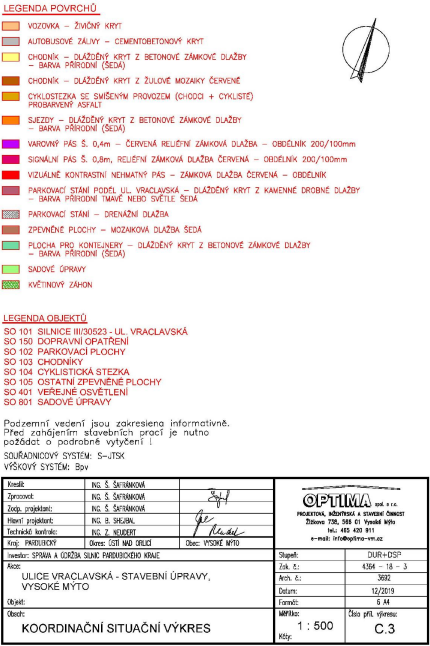 LEGENDA POVRCHŮ
VOZOVKA – ŽIVIČNÝ KRYT
AUTOBUSOVÉ ZÁLIVY – CEMENTOBETONOVÝ KRYT
CHODNÍK – DLÁŽDĚNÝ KRYT Z BETONOVÉ ZÁMKOVÉ DLAŽBY
– BARVA PŘÍRODNÍ (ŠEDÁ)
CHODNÍK – DLÁŽDĚNÝ KRYT Z ŽULOVÉ MOZAIKY ČERVENÉ
CYKLOSTEZKA SE SMÍŠENÝM PROVOZEM (CHODCI + CYKLISTÉ)
PROBARVENÝ ASFALT
SJEZDY – DLÁŽDĚNÝ KRYT Z BETONOVÉ ZÁMKOVÉ DLAŽBY
– BARVA PŘÍRODNÍ (ŠEDÁ)
VAROVNÝ PÁS Š. 0,4m – ČERVENÁ RELIÉFNÍ ZÁMKOVÁ DLAŽBA – OBDÉLNÍK 200/100mm
SIGNÁLNÍ PÁS Š. 0,8m, RELIÉFNÍ ZÁMKOVÁ DLAŽBA ČERVENÁ – OBDÉLNÍK 200/100mm
VIZUÁLNĚ KONTRASTNÍ NEHMATNÝ PÁS – ZÁMKOVÁ DLAŽBA ČERVENÁ – OBDÉLNÍK
PARKOVACÍ STÁNÍ PODÉL UL. VRACLAVSKÁ – DLÁŽDĚNÝ KRYT Z KAMENNÉ DROBNÉ DLAŽBY
– BARVA PŘÍRODNÍ TMAVĚ NEBO SVĚTLE ŠEDÁ
PARKOVACÍ STÁNÍ – DRENÁŽNÍ DLAŽBA
ZPEVNĚNÉ PLOCHY – MOZAIKOVÁ DLAŽBA ŠEDÁ
PLOCHA PRO KONTEJNERY – DLÁŽDĚNÝ KRYT Z BETONOVÉ ZÁMKOVÉ DLAŽBY
– BARVA PŘÍRODNÍ (ŠEDÁ)
SADOVÉ ÚPRAVY
KVĚTINOVÝ ZÁHON
LEGENDA OBJEKTŮ
SO 101 SILNICE III/30523 - UL. VRACLAVSKÁ
SO 150 DOPRAVNÍ OPATŘENÍ
SO 102 PARKOVACÍ PLOCHY
SO 103 CHODNÍKY
SO 104 CYKLISTICKÁ STEZKA
SO 105 OSTATNÍ ZPEVNĚNÉ PLOCHY
SO 401 VEŘEJNÉ OSVĚTLENÍ
SO 801 SADOVÉ ÚPRAVY
Podzemní vedení jsou zakreslena informativně.
Před zahájením stavebních prací je nutno
požádat o podrobné vytyčení !
SOUŘADNICOVÝ SYSTÉM: S-JTSK
VÝŠKOVÝ SYSTÉM: Bpv
Kreslil: ING. Š. ŠAFRÁNKOVÁ
Zpracoval: ING. Š. ŠAFRÁNKOVÁ
Zodp. projektant: ING. Š. ŠAFRÁNKOVÁ
Hlavní projektant: ING. B. SHEJBAL
Technická kontrola: ING. Z. NEUDERT
Kraj: PARDUBICKÝ Okres: ÚSTÍ NAD ORLICÍ Obec: VYSOKÉ MÝTO
OPTIMA spol. s r.o.
PROJEKTOVÁ, INŽENÝRSKÁ A STAVEBNÍ ČINNOST
Žižkova 738, 566 01 Vysoké Mýto
tel.: 465 420 911
e-mail: info@optima-vm.cz
Investor: SPRÁVA A ÚDRŽBA SILNIC PARDUBICKÉHO KRAJE
Akce:
ULICE VRACLAVSKÁ - STAVEBNÍ ÚPRAVY,
VYSOKÉ MÝTO
Objekt:
Obsah:
KOORDINAČNÍ SITUAČNÍ VÝKRES
Stupeň: DUR+DSP
Zak. č.: 4364 - 18 - 3
Arch. č.: 3692
Datum: 12/2019
Formát: 6 A4
Měřítko: 1 : 500
Kóty:
Číslo příl. výkresu:
C.3